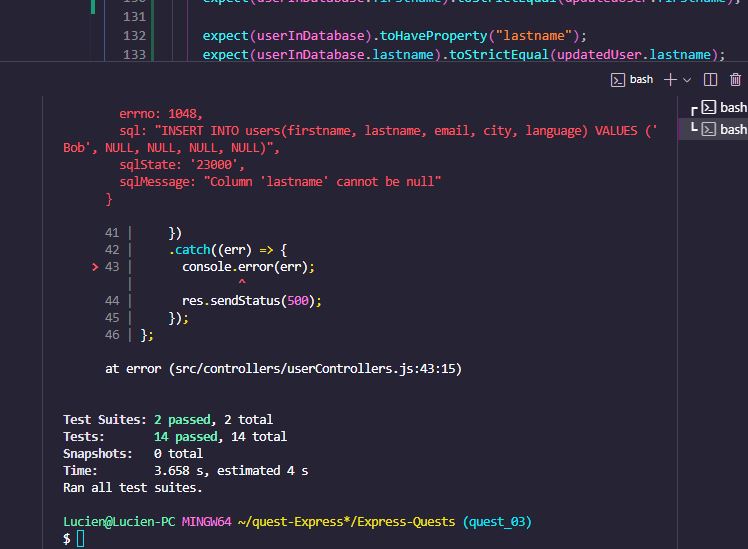 expect(userInDatabase).toHaveProperty("lastname");
131
132 expect(userInDatabase).toHaveProperty("lastname");
133 expect(userInDatabase.lastname).toStrictEqual(updatedUser.lastname);
bash
bash
bash
errno: 1048,
sql: "INSERT INTO users(firstname, lastname, email, city, language) VALUES ('
Bob', NULL, NULL, NULL, NULL)",
sqlState: '23000',
sqlMessage: "Column 'lastname' cannot be null"
}
41 | })
42 | .catch((err) => {
> 43 | console.error(err);
| ^
44 | res.sendStatus(500);
45 | });
46 | };
at error (src/controllers/userControllers.js:43:15)
Test Suites: 2 passed, 2 total
Tests: 14 passed, 14 total
Snapshots: 0 total
Time: 3.658 s, estimated 4 s
Ran all test suites.
Lucien@Lucien-PC MINGW64 ~/quest-Express*/Express-Quests (quest_03)
$